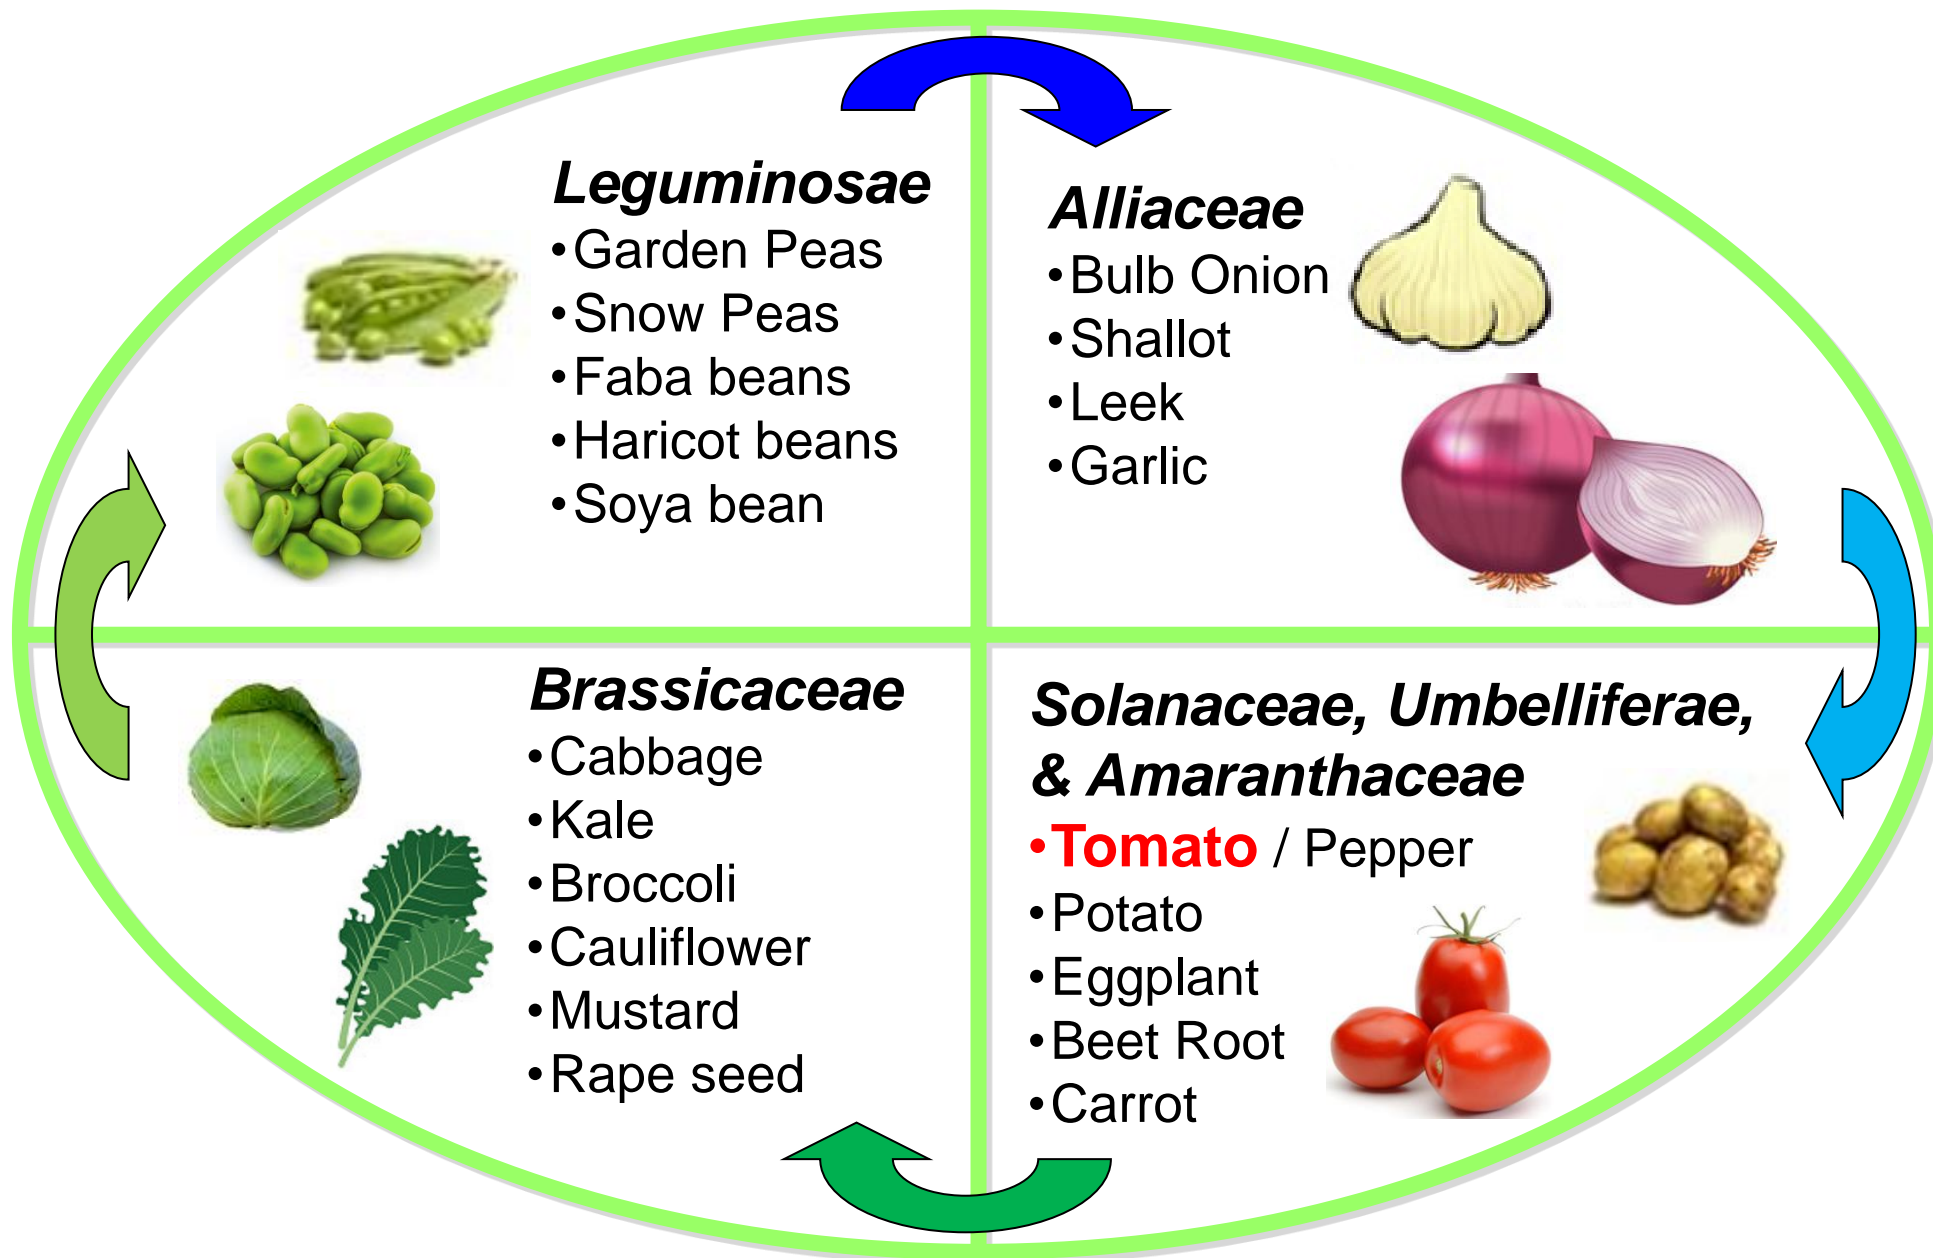 Leguminosae
•Garden Peas
•Snow Peas
•Faba beans
•Haricot beans
•Soya bean
Alliaceae
•Bulb Onion
•Shallot
•Leek
•Garlic
Brassicaceae
•Cabbage
•Kale
•Broccoli
•Cauliflower
•Mustard
•Rape seed
Solanaceae, Umbelliferae,
& Amaranthaceae
•Tomato / Pepper
•Potato
•Eggplant
•Beet Root
•Carrot